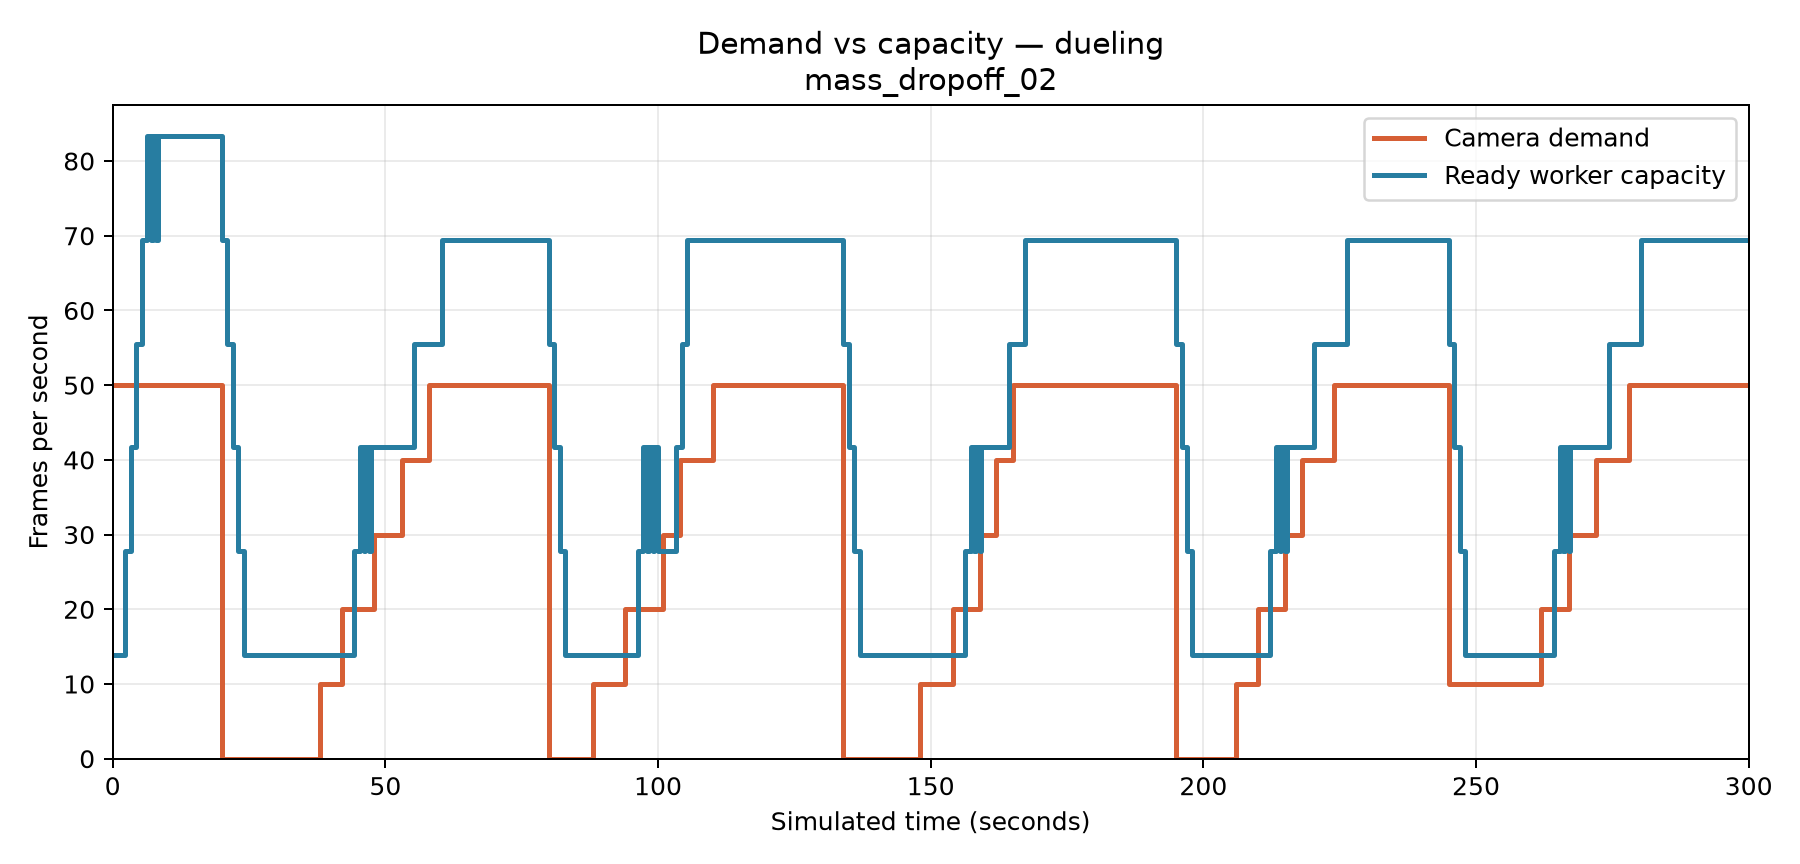 Demand vs capacity — dueling
mass_dropoff_02
Camera demand
Ready worker capacity
Frames per second
80
70
60
50
40
30
20
10
0
0 50 100 150 200 250 300
Simulated time (seconds)